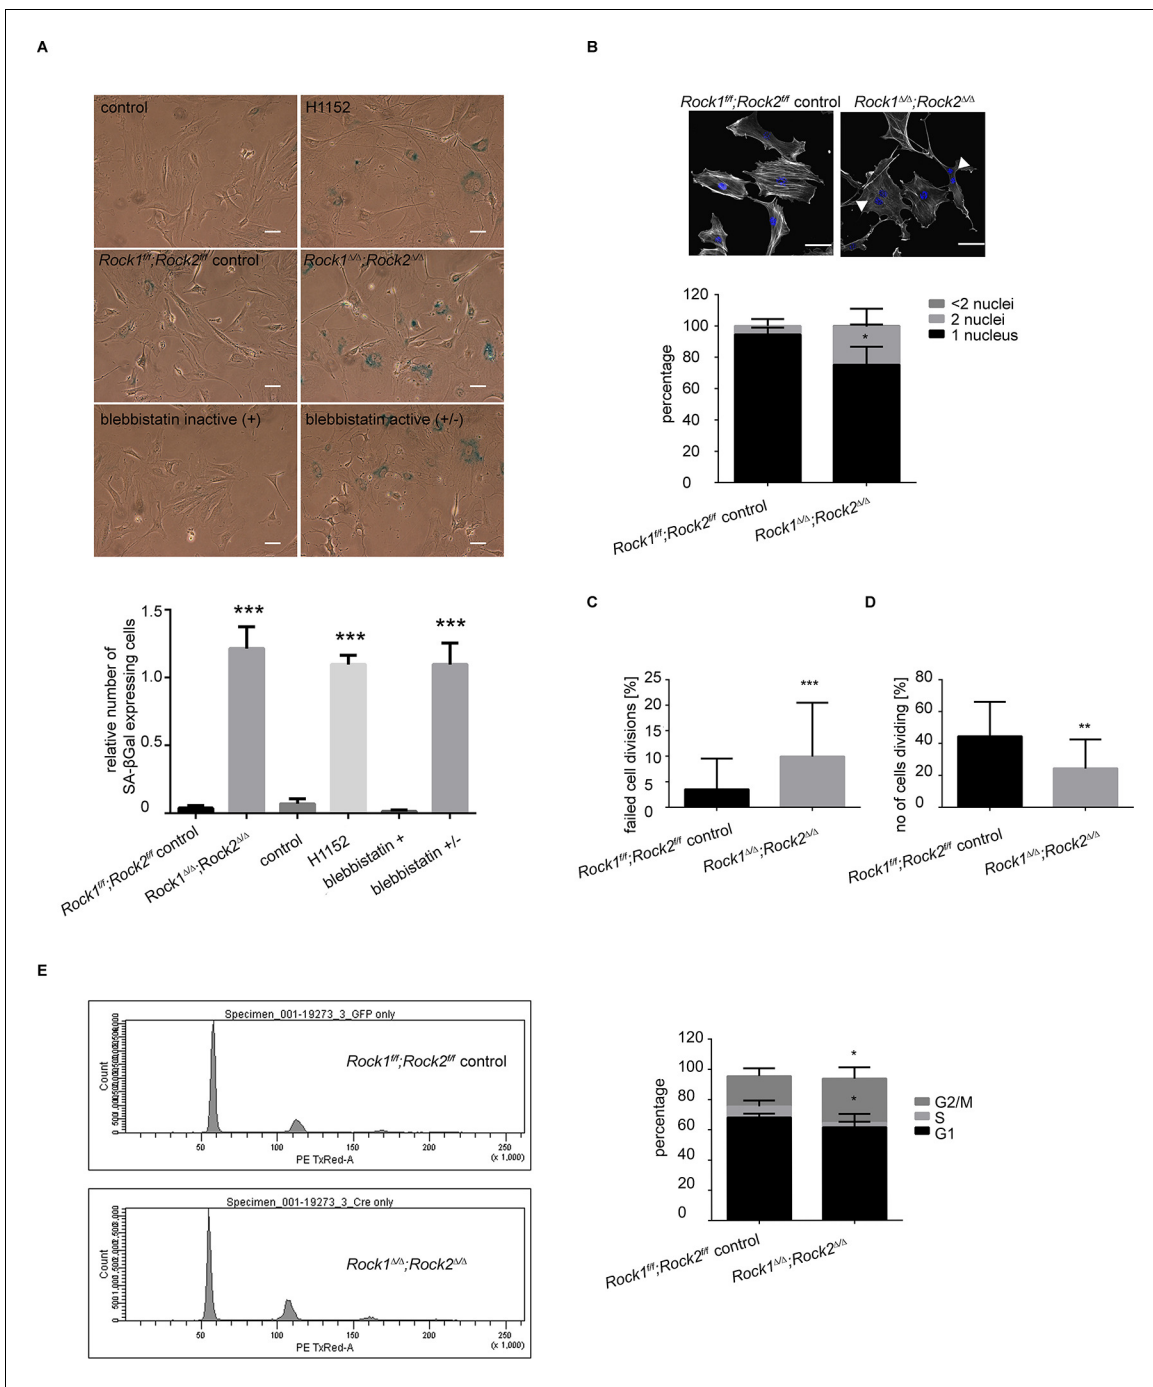 A
control
H1152
Rock1f/f;Rock2f/f control
Rock1Δ/Δ;Rock2Δ/Δ
blebbistatin inactive (+)
blebbistatin active (+/-)
relative number of
SA-βGal expressing cells
1.5
1.0
0.5
0
***
***
***
Rock1f/f;Rock2f/f control
Rock1Δ/Δ;Rock2Δ/Δ
control
H1152
blebbistatin +
blebbistatin +/-
B
Rock1f/f;Rock2f/f control
Rock1Δ/Δ;Rock2Δ/Δ
percentage
120
100
80
60
40
20
0
*
<2 nuclei
2 nuclei
1 nucleus
Rock1f/f;Rock2f/f control
Rock1Δ/Δ;Rock2Δ/Δ
C
failed cell divisions [%]
25
20
15
10
5
0
***
Rock1f/f;Rock2f/f control
Rock1Δ/Δ;Rock2Δ/Δ
D
no of cells dividing [%]
80
60
40
20
0
**
Rock1f/f;Rock2f/f control
Rock1Δ/Δ;Rock2Δ/Δ
E
Specimen_001-19273_3_GFP only
Rock1f/f;Rock2f/f control
Count
50
100
150
200
250
PE TxRed-A
(x 1,000)
Specimen_001-19273_3_Cre only
Rock1Δ/Δ;Rock2Δ/Δ
Count
50
100
150
200
250
PE TxRed-A
(x 1,000)
percentage
120
100
80
60
40
20
0
*
*
G2/M
S
G1
Rock1f/f;Rock2f/f control
Rock1Δ/Δ;Rock2Δ/Δ